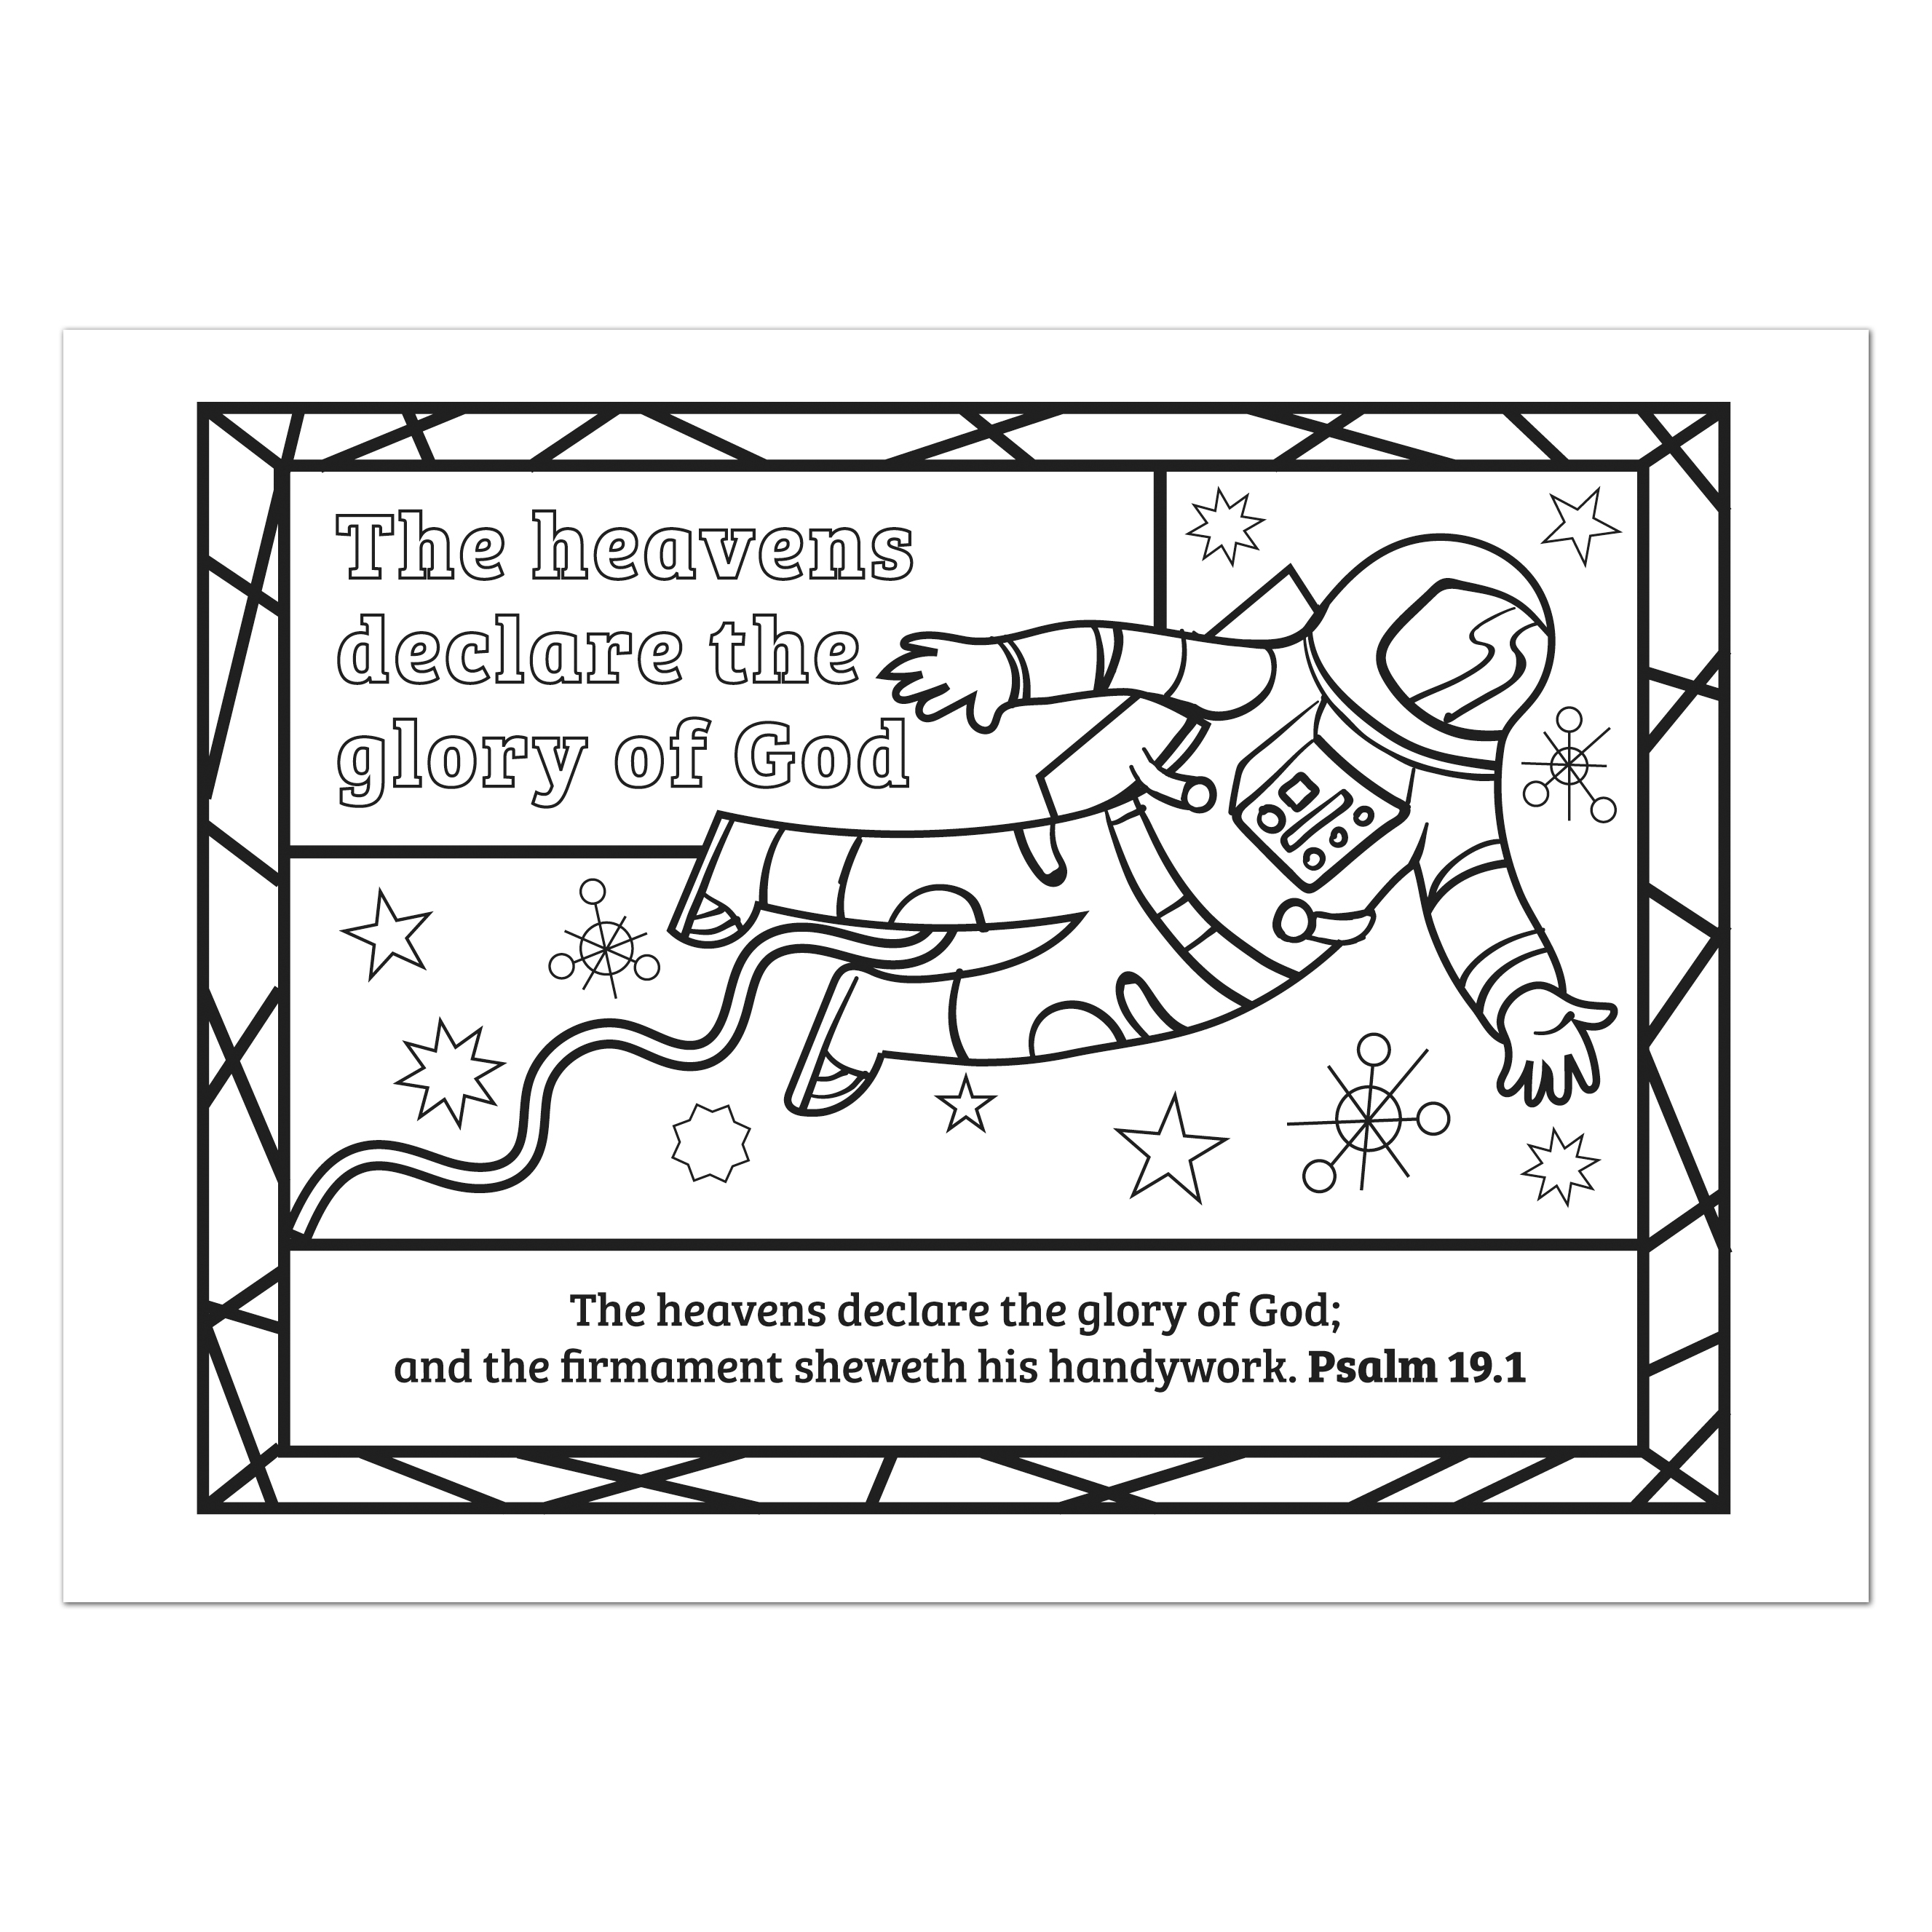 The heavens
declare the
glory of God
The heavens declare the glory of God;
and the firmament sheweth his handywork. Psalm 19.1